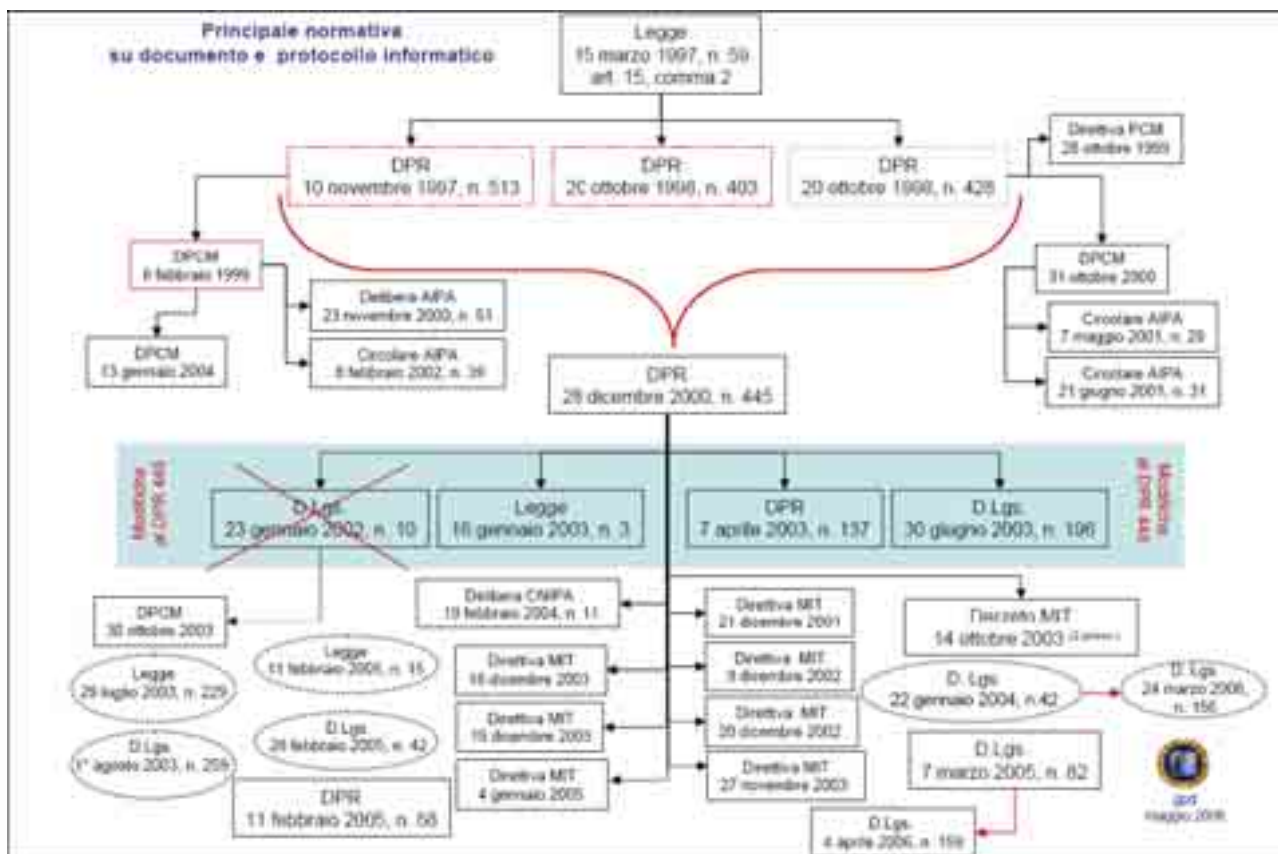 Principale normativa
su documento e protocollo informatico
Legge
15 marzo 1997, n. 59
art. 15, comma 2
Direttiva PCM
28 ottobre 1999
DPR
10 novembre 1997, n. 513
DPR
20 ottobre 1998, n. 403
DPR
20 ottobre 1998, n. 428
DPCM
8 febbraio 1999
DPCM
31 ottobre 2000
Delibera AIPA
23 novembre 2000, n. 51
Circolare AIPA
7 maggio 2001, n. 28
DPCM
13 gennaio 2004
Circolare AIPA
8 febbraio 2002, n. 39
Circolare AIPA
21 giugno 2001, n. 31
DPR
28 dicembre 2000, n. 445
Modifiche
al DPR 445
D.Lgs.
23 gennaio 2002, n. 10
Legge
16 gennaio 2003, n. 3
DPR
7 aprile 2003, n. 137
D.Lgs.
30 giugno 2003, n. 196
Modifiche
al DPR 445
DPCM
30 ottobre 2003
Delibera CNIPA
19 febbraio 2004, n. 11
Direttiva MIT
21 dicembre 2001
Decreto MIT
14 ottobre 2003
Legge
29 luglio 2003, n. 229
Legge
11 febbraio 2005, n. 15
Direttiva MIT
18 dicembre 2003
Direttiva MIT
9 dicembre 2002
D. Lgs.
22 gennaio 2004, n.42
D. Lgs.
24 marzo 2006,
n. 156
D.Lgs.
1° agosto 2003, n. 259
D.Lgs.
28 febbraio 2005, n. 42
Direttiva MIT
dicembre 2003
Direttiva MIT
20 dicembre 2002
D.Lgs.
7 marzo 2005, n. 82
DPR
11 febbraio 2005, n. 68
Direttiva MIT
4 gennaio 2005
Direttiva MIT
27 novembre 2003
D.Lgs.
4 aprile 2006, n. 159
maggio 2006